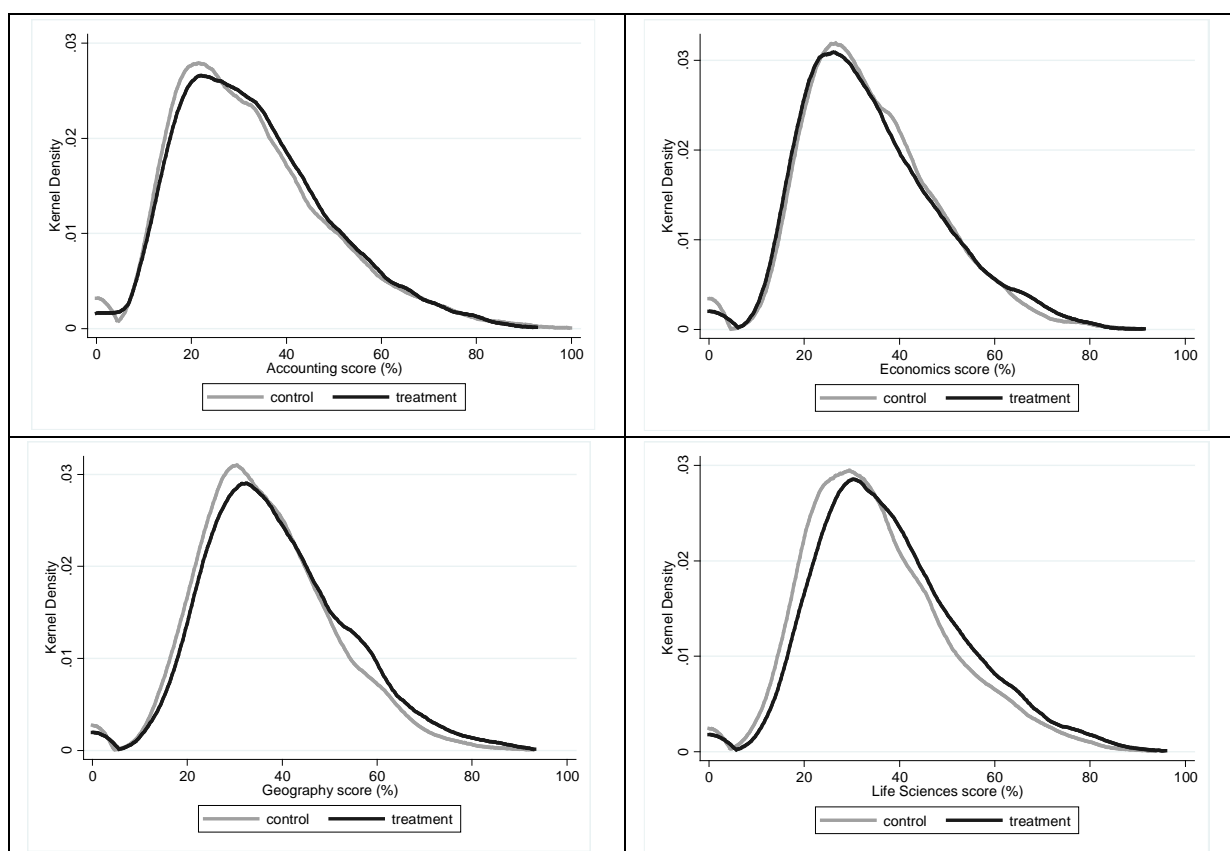 .03
.02
.01
0
Kernel Density
0 20 40 60 80 100
Accounting score (%)
control treatment
.03
.02
.01
0
Kernel Density
0 20 40 60 80 100
Economics score (%)
control treatment
.03
.02
.01
0
Kernel Density
0 20 40 60 80 100
Geography score (%)
control treatment
.03
.02
.01
0
Kernel Density
0 20 40 60 80 100
Life Sciences score (%)
control treatment